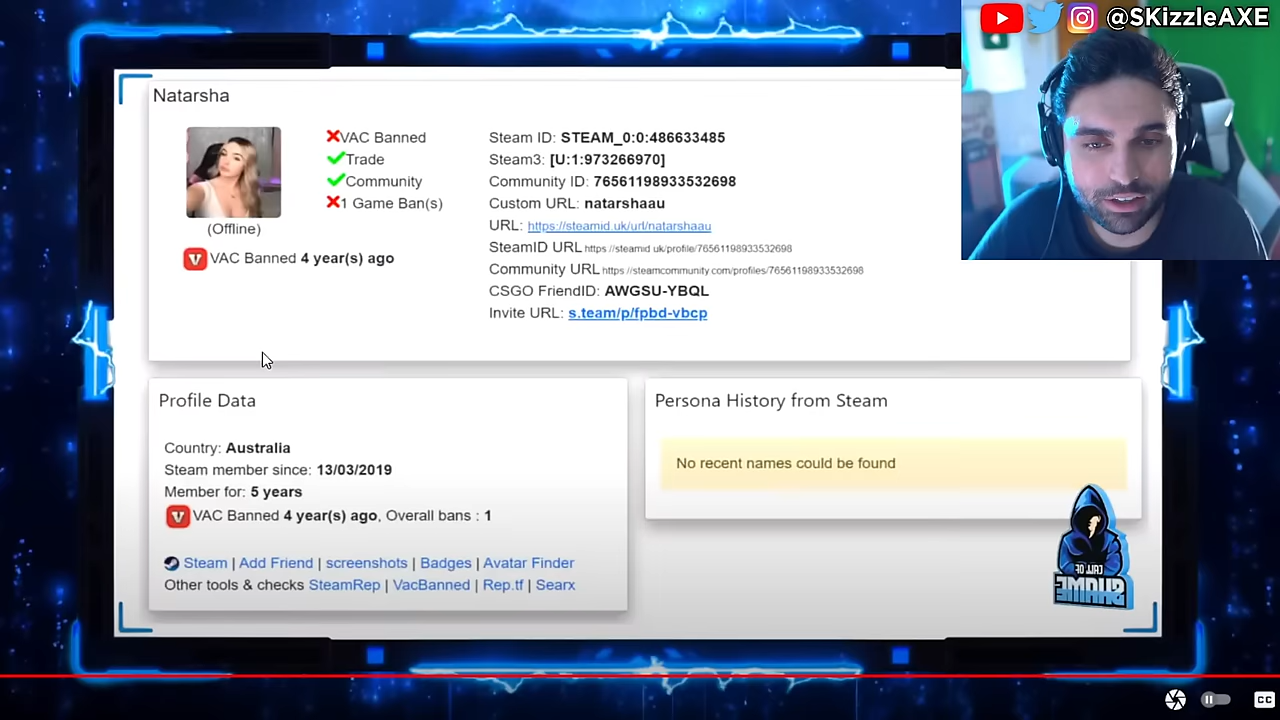 @SKizzleAXE
Natarsha
VAC Banned
Trade
Community
1 Game Ban(s)
(Offline)
VAC Banned 4 year(s) ago
Steam ID: STEAM_0:0:486633485
Steam3: [U:1:973266970]
Community ID: 76561198933532698
Custom URL: natarshaau
URL: https://steamid.uk/url/natarshaau
SteamID URL https://steamid uk/profile/76561198933532698
Community URL https://steamcommunity com/profiles/76561198933532698
CSGO FriendID: AWGSU-YBQL
Invite URL: s.team/p/fpbd-vbcp
Profile Data
Country: Australia
Steam member since: 13/03/2019
Member for: 5 years
VAC Banned 4 year(s) ago, Overall bans : 1
Steam | Add Friend | screenshots | Badges | Avatar Finder
Other tools & checks SteamRep | VacBanned | Rep.tf | Searx
Persona History from Steam
No recent names could be found
CALL OF
SHAME
CC